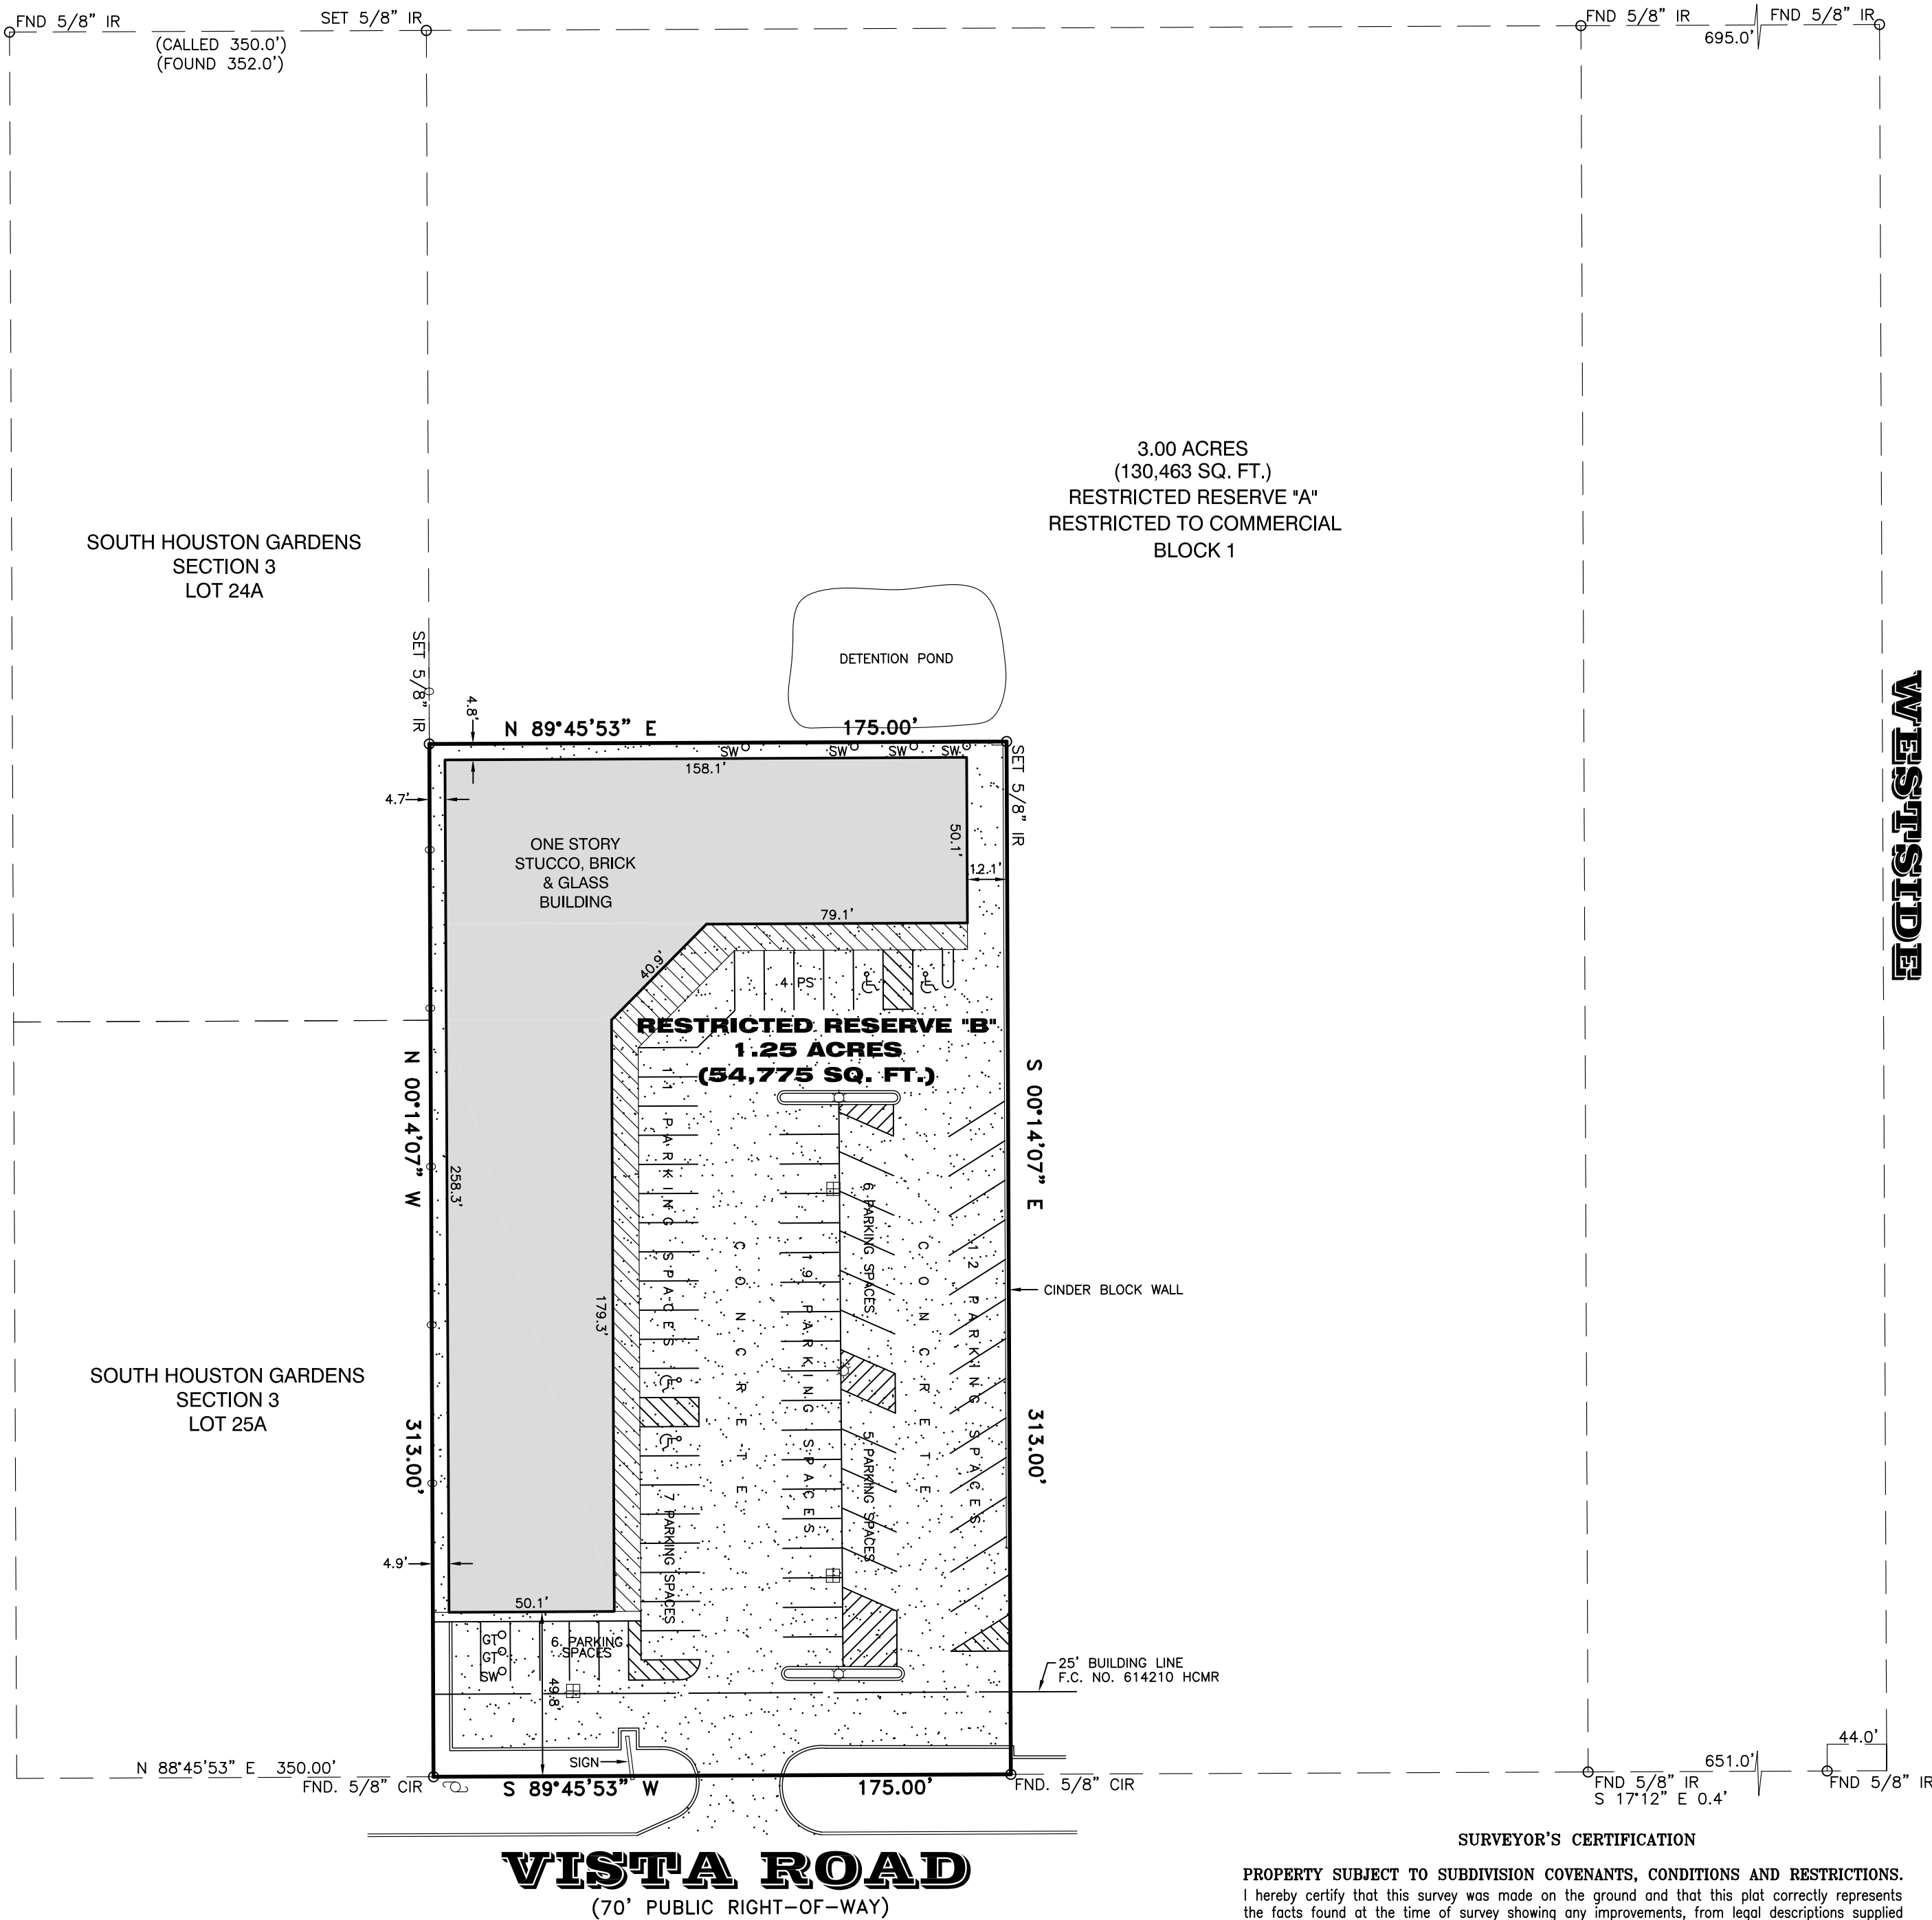 FND 5/8" IR
SET 5/8" IR
FND 5/8" IR
FND 5/8" IR
(CALLED 350.0')
(FOUND 352.0')
695.0'
3.00 ACRES
(130,463 SQ. FT.)
RESTRICTED RESERVE "A"
RESTRICTED TO COMMERCIAL
BLOCK 1
SOUTH HOUSTON GARDENS
SECTION 3
LOT 24A
SET 5/8" IR
DETENTION POND
WESTSIDE
4.8'
N 89°45'53" E
175.00'
SW
SW
SW
SW
SET 5/8" IR
158.1'
4.7'
ONE STORY
STUCCO, BRICK
& GLASS
BUILDING
50.1'
12.1'
79.1'
40.9'
4 PS
RESTRICTED RESERVE "B"
1.25 ACRES
(54,775 SQ. FT.)
N 00°14'07" W
313.00'
S 00°14'07" E
313.00'
258.3'
179.3'
11 PARKING SPACES
CONCRETE
19 PARKING SPACES
6 PARKING SPACES
CONCRETE
12 PARKING SPACES
CINDER BLOCK WALL
SOUTH HOUSTON GARDENS
SECTION 3
LOT 25A
7 PARKING SPACES
5 PARKING SPACES
4.9'
50.1'
GT
GT
SW
6 PARKING
SPACES
49.8'
25' BUILDING LINE
F.C. NO. 614210 HCMR
SIGN
N 88°45'53" E 350.00'
FND. 5/8" CIR
S 89°45'53" W
175.00'
FND. 5/8" CIR
44.0'
651.0'
FND 5/8" IR
S 17°12" E 0.4'
FND 5/8" IR
VISTA ROAD
(70' PUBLIC RIGHT-OF-WAY)
SURVEYOR'S CERTIFICATION
PROPERTY SUBJECT TO SUBDIVISION COVENANTS, CONDITIONS AND RESTRICTIONS.
I hereby certify that this survey was made on the ground and that this plat correctly represents
the facts found at the time of survey showing any improvements, from legal descriptions supplied